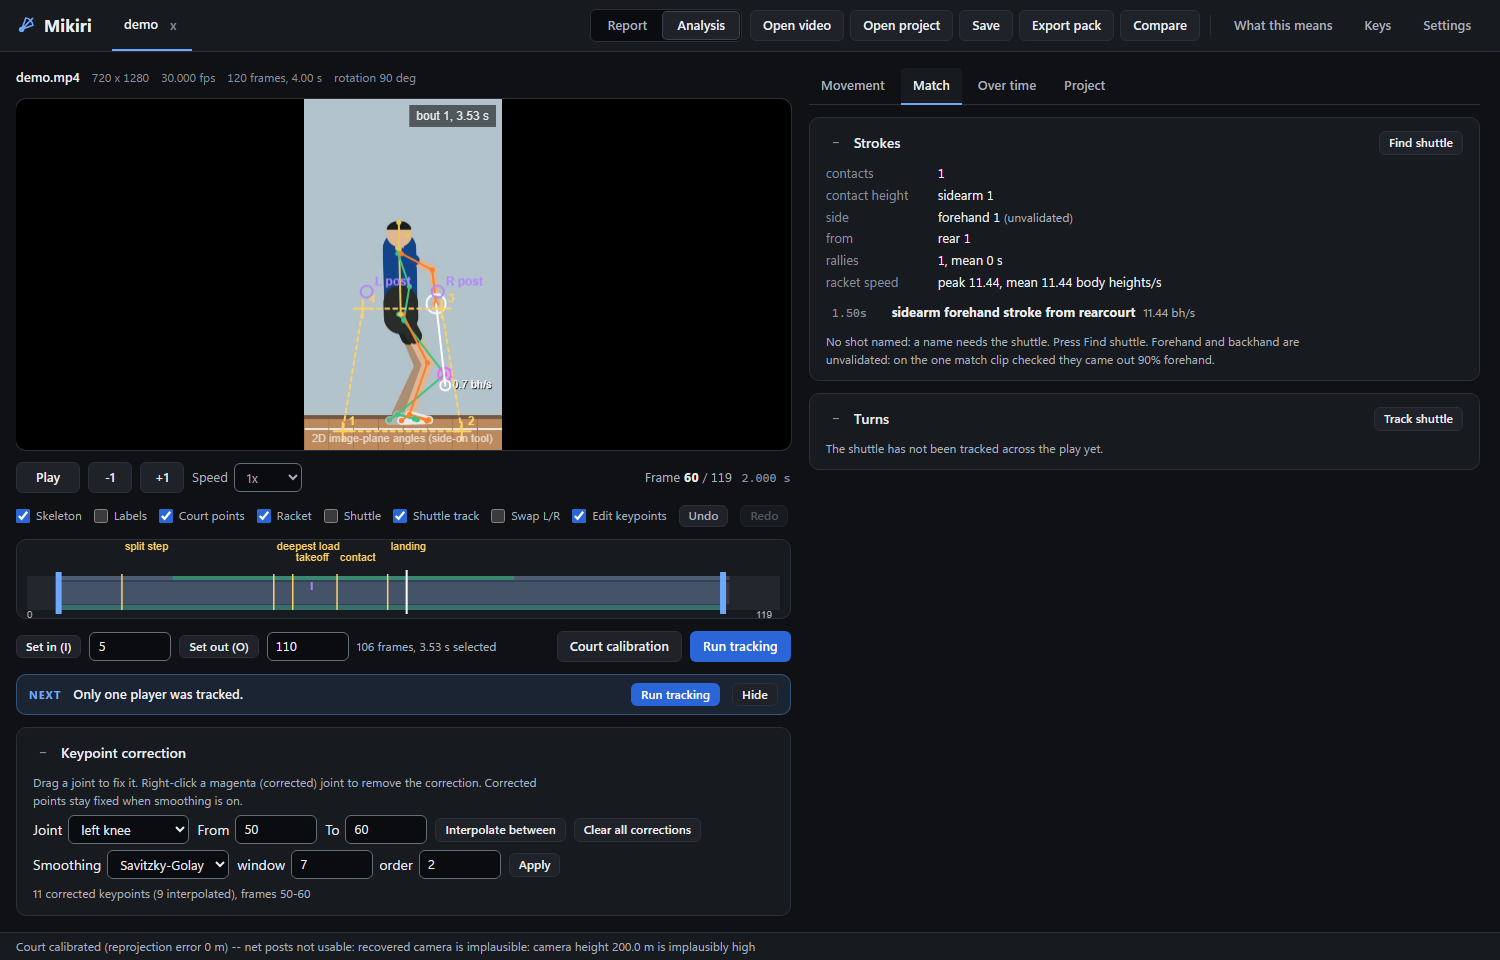 Mikiri
demo x
Report Analysis Open video Open project Save Export pack Compare What this means Keys Settings
demo.mp4 720 x 1280 30.000 fps 120 frames, 4.00 s rotation 90 deg
bout 1, 3.53 s
L post R post
4 3
0.7 bh/s
1 2
2D image-plane angles (side-on tool)
Play -1 +1 Speed 1x Frame 60 / 119 2.000 s
Skeleton Labels Court points Racket Shuttle Shuttle track Swap L/R Edit keypoints Undo Redo
split step deepest load landing
takeoff contact
0 119
Set in (I) 5 Set out (O) 110 106 frames, 3.53 s selected Court calibration Run tracking
NEXT Only one player was tracked. Run tracking Hide
– Keypoint correction
Drag a joint to fix it. Right-click a magenta (corrected) joint to remove the correction. Corrected
points stay fixed when smoothing is on.
Joint left knee From 50 To 60 Interpolate between Clear all corrections
Smoothing Savitzky-Golay window 7 order 2 Apply
11 corrected keypoints (9 interpolated), frames 50-60
Movement Match Over time Project
– Strokes Find shuttle
contacts 1
contact height sidearm 1
side forehand 1 (unvalidated)
from rear 1
rallies 1, mean 0 s
racket speed peak 11.44, mean 11.44 body heights/s
1.50s sidearm forehand stroke from rearcourt 11.44 bh/s
No shot named: a name needs the shuttle. Press Find shuttle. Forehand and backhand are
unvalidated: on the one match clip checked they came out 90% forehand.
– Turns Track shuttle
The shuttle has not been tracked across the play yet.
Court calibrated (reprojection error 0 m) -- net posts not usable: recovered camera is implausible: camera height 200.0 m is implausibly high